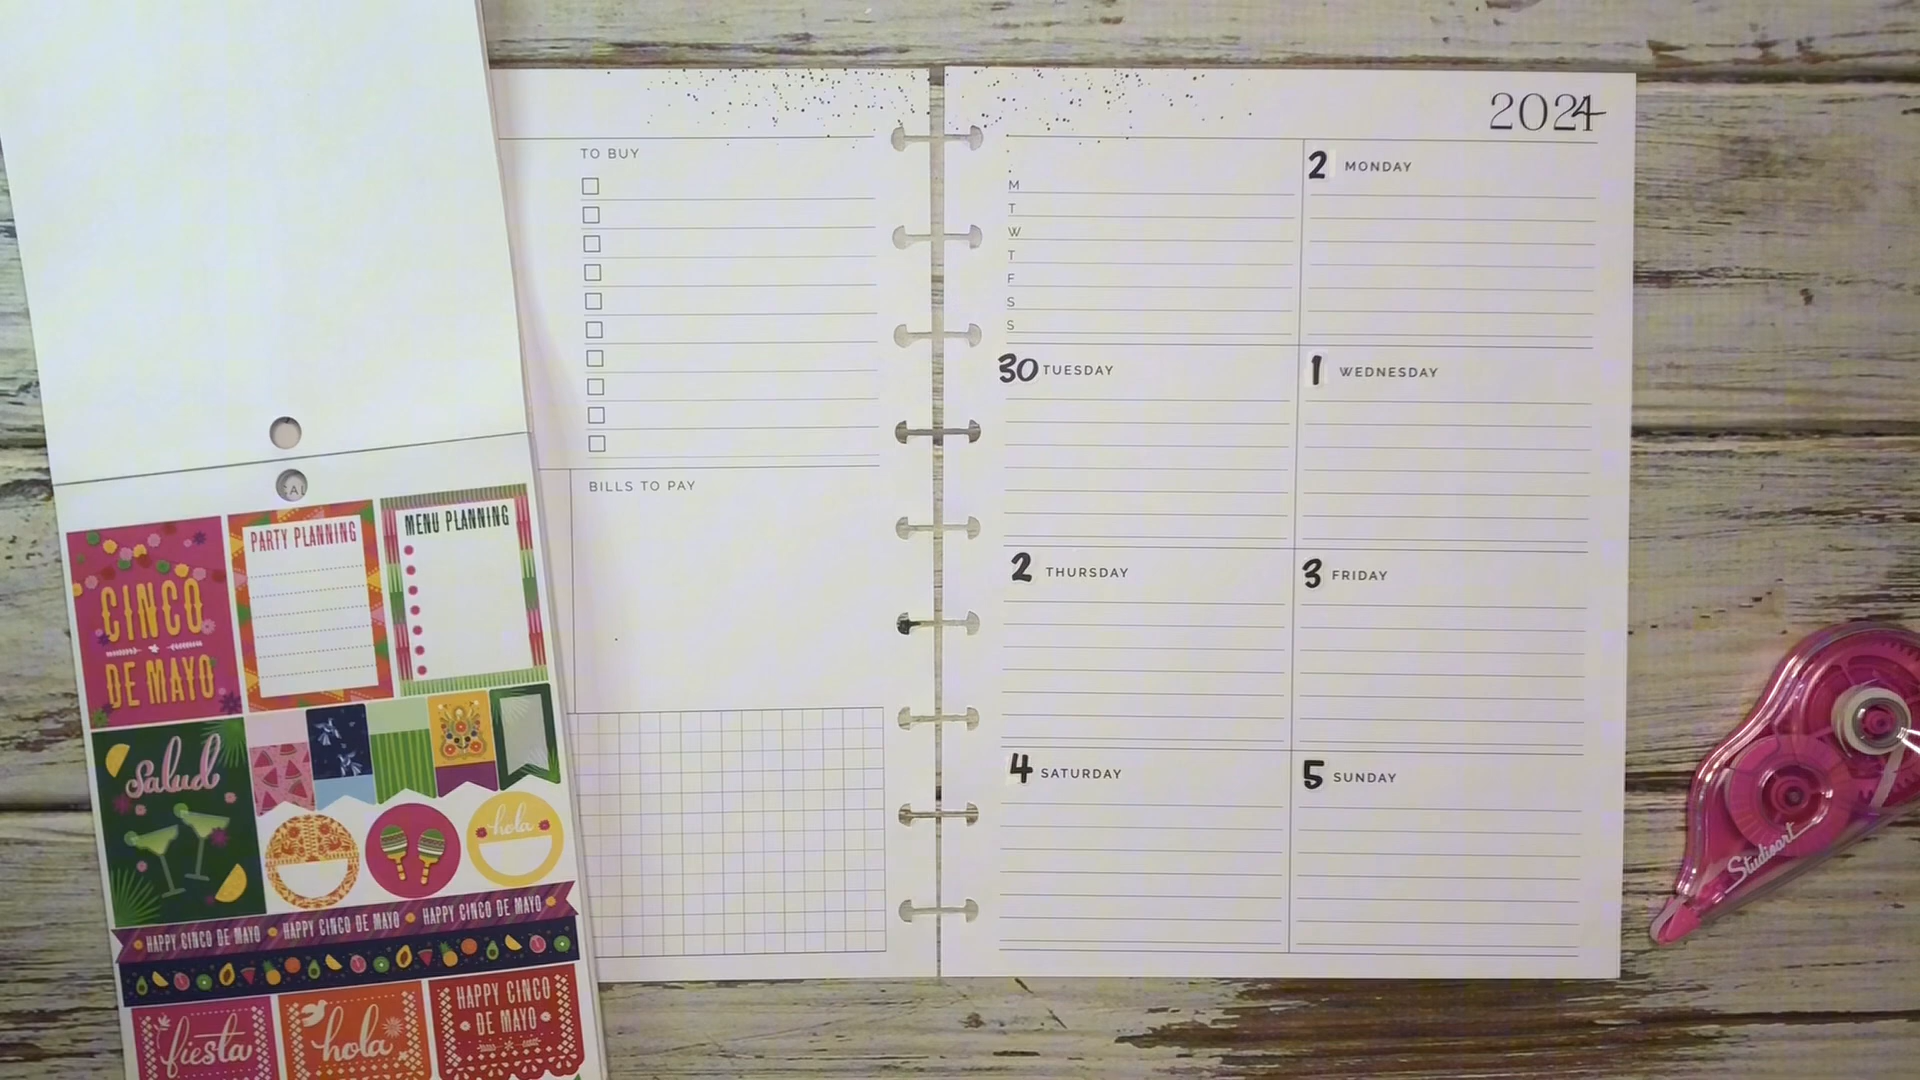 CINCO
DE MAYO
PARTY PLANNING
MENU PLANNING
Salud
hola
HAPPY CINCO DE MAYO HAPPY CINCO DE MAYO HAPPY CINCO DE MAYO
fiesta
hola
HAPPY CINCO
DE MAYO
TO BUY
BILLS TO PAY
2024
M
T
W
T
F
S
S
2 MONDAY
30 TUESDAY
1 WEDNESDAY
2 THURSDAY
3 FRIDAY
4 SATURDAY
5 SUNDAY
Studioart